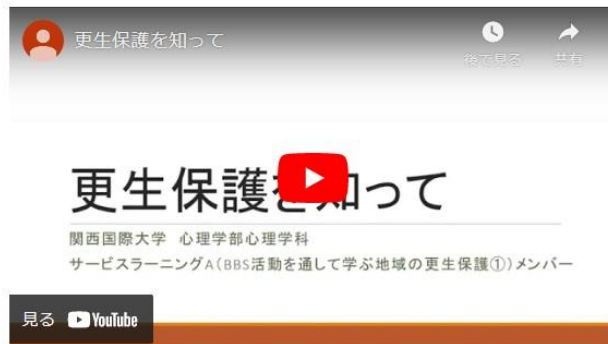 更生保護を知って
後で見る
共有
更生保護を知って
関西国際大学 心理学部心理学科
サービスラーニングA(BBS活動を通して学ぶ地域の更生保護①)メンバー
見る YouTube